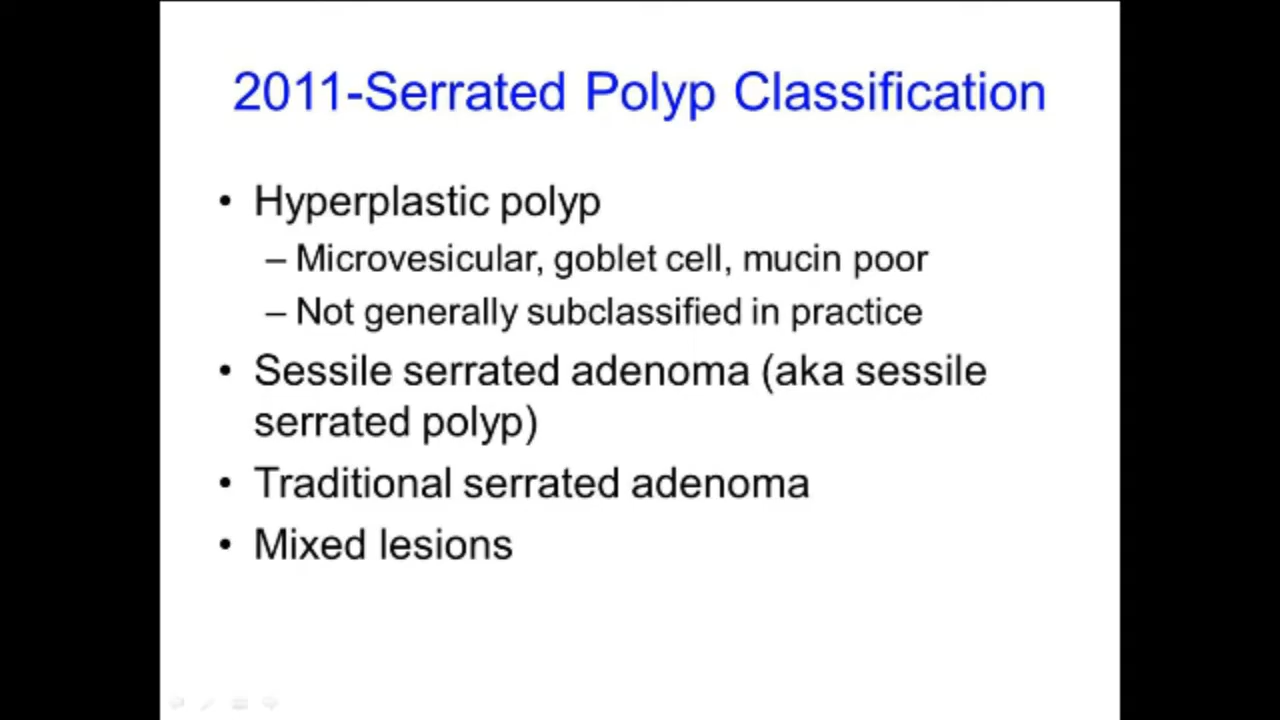 2011-Serrated Polyp Classification
• Hyperplastic polyp
– Microvesicular, goblet cell, mucin poor
– Not generally subclassified in practice
• Sessile serrated adenoma (aka sessile
serrated polyp)
• Traditional serrated adenoma
• Mixed lesions